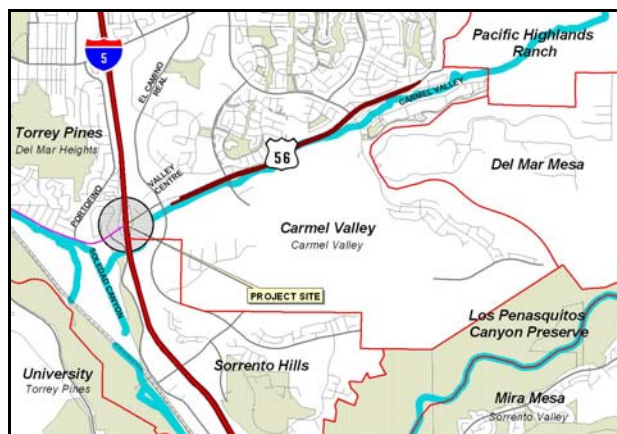 Pacific Highlands
Ranch
5
EL CAMINO
REAL
CARMEL VALLEY
Torrey Pines
Del Mar Heights
VALLEY
CENTRE
56
Del Mar Mesa
PORTOFINO
Carmel Valley
Carmel Valley
SOLEDAD CANYON
PROJECT SITE
Los Penasquitos
Canyon Preserve
University
Torrey Pines
Sorrento Hills
Mira Mesa
Sorrento Valley